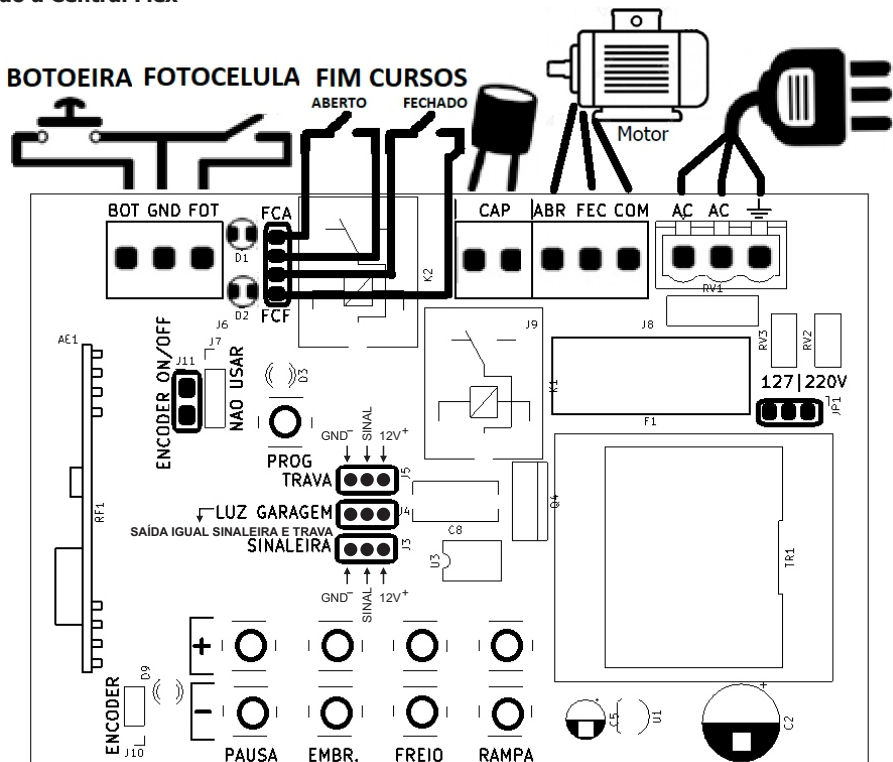 BOTOEIRA FOTOCELULA FIM CURSOS
ABERTO FECHADO
Motor
BOT GND FOT
FCA
CAP
ABR FEC COM
AC AC
D1
D2
FCF
K2
RV1
AE1
J6
J7
J9
J8
RV3
RV2
ENCODER ON/OFF
J11
NAO USAR
D3
K1
127|220V
JP1
F1
GND- SINAL 12V+
PROG
TRAVA
J5
LUZ GARAGEM
J4
SAÍDA IGUAL SINALEIRA E TRAVA
SINALEIRA
J3
C8
Q4
U3
RF1
TR1
GND- SINAL 12V+
+
D9
-
ENCODER
J10
C5
U1
+
C2
PAUSA EMBR. FREIO RAMPA